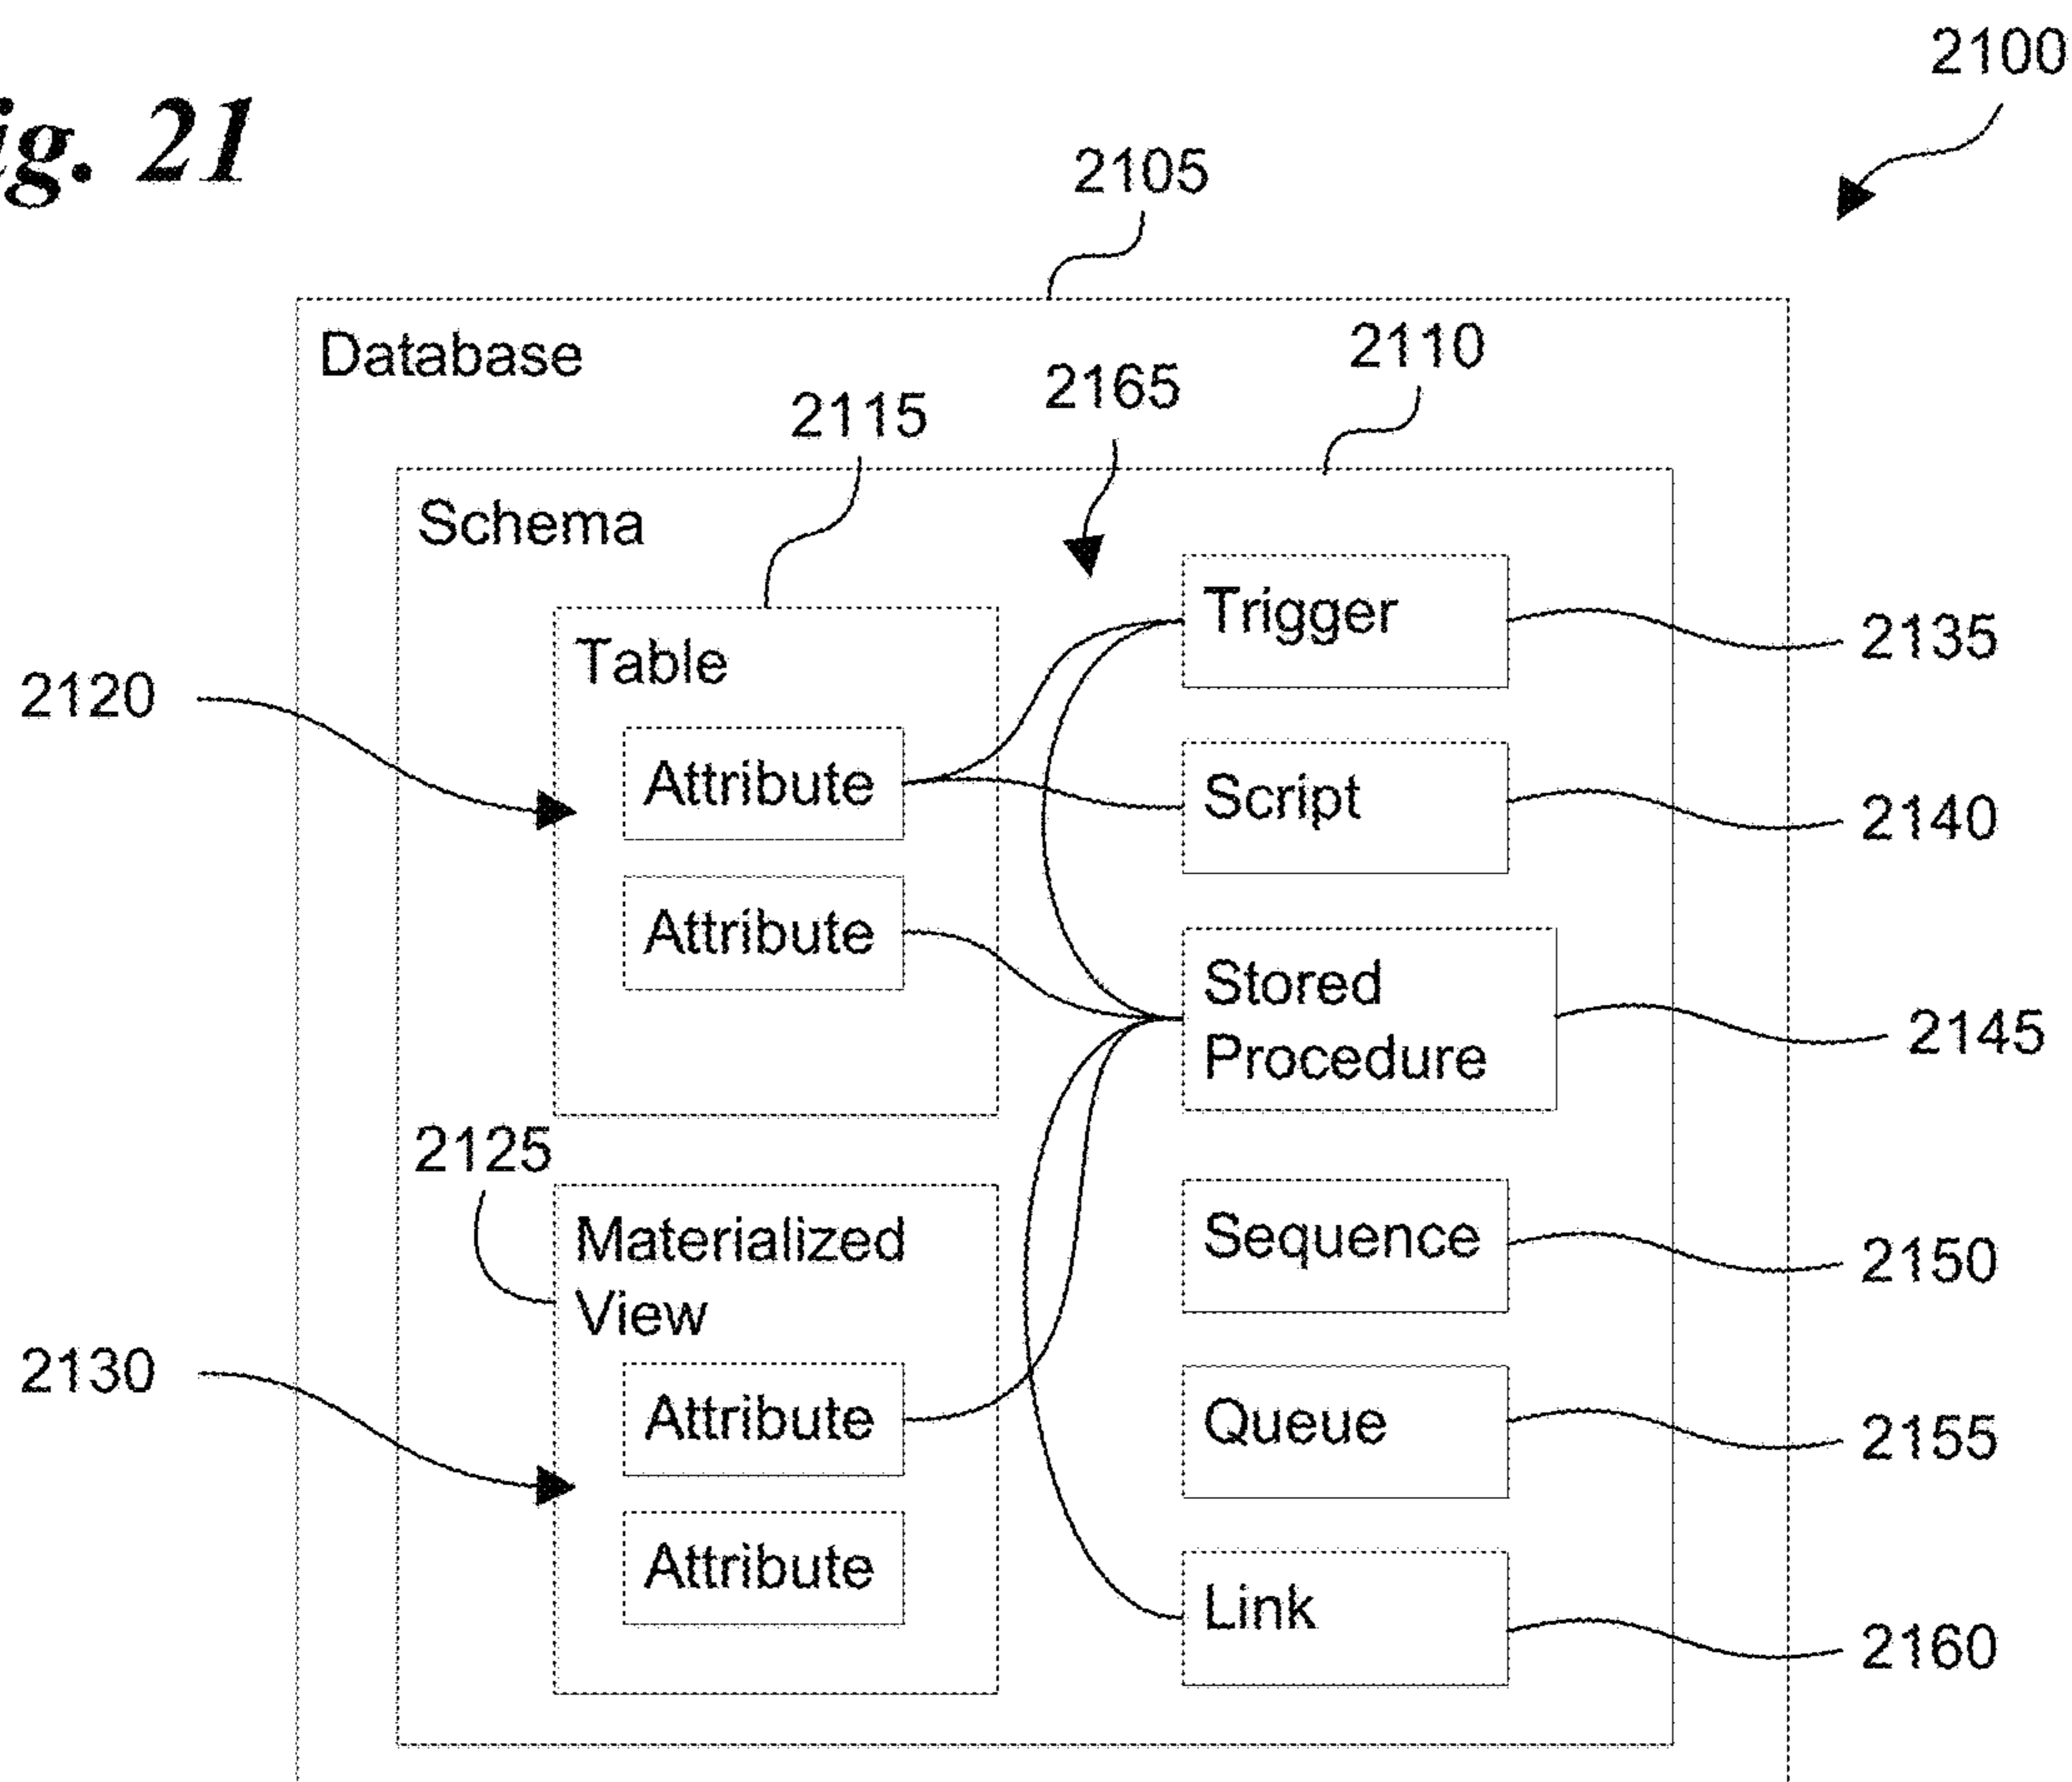 ig. 21
2100
2105
Database
2110
2165
2115
Schema
Trigger
2135
Table
2120
Attribute
Script
2140
Attribute
Stored
Procedure
2145
2125
Materialized
View
Sequence
2150
2130
Attribute
Queue
2155
Attribute
Link
2160